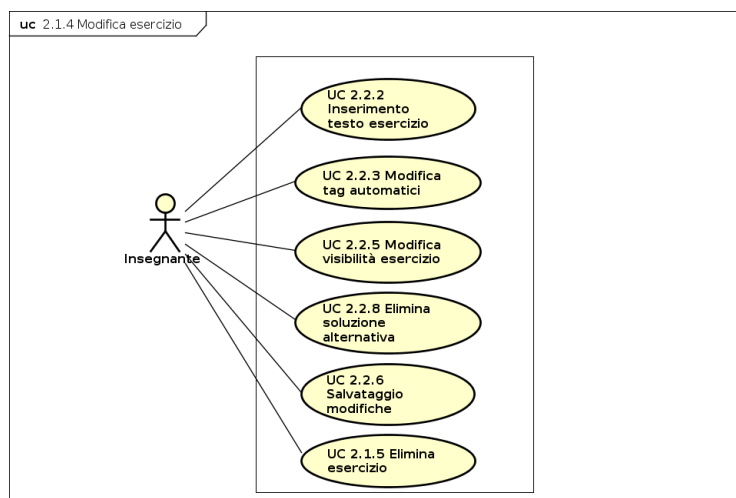 uc 2.1.4 Modifica esercizio
UC 2.2.2
Inserimento
testo esercizio
UC 2.2.3 Modifica
tag automatici
Insegnante
UC 2.2.5 Modifica
visibilità esercizio
UC 2.2.8 Elimina
soluzione
alternativa
UC 2.2.6
Salvataggio
modifiche
UC 2.1.5 Elimina
esercizio